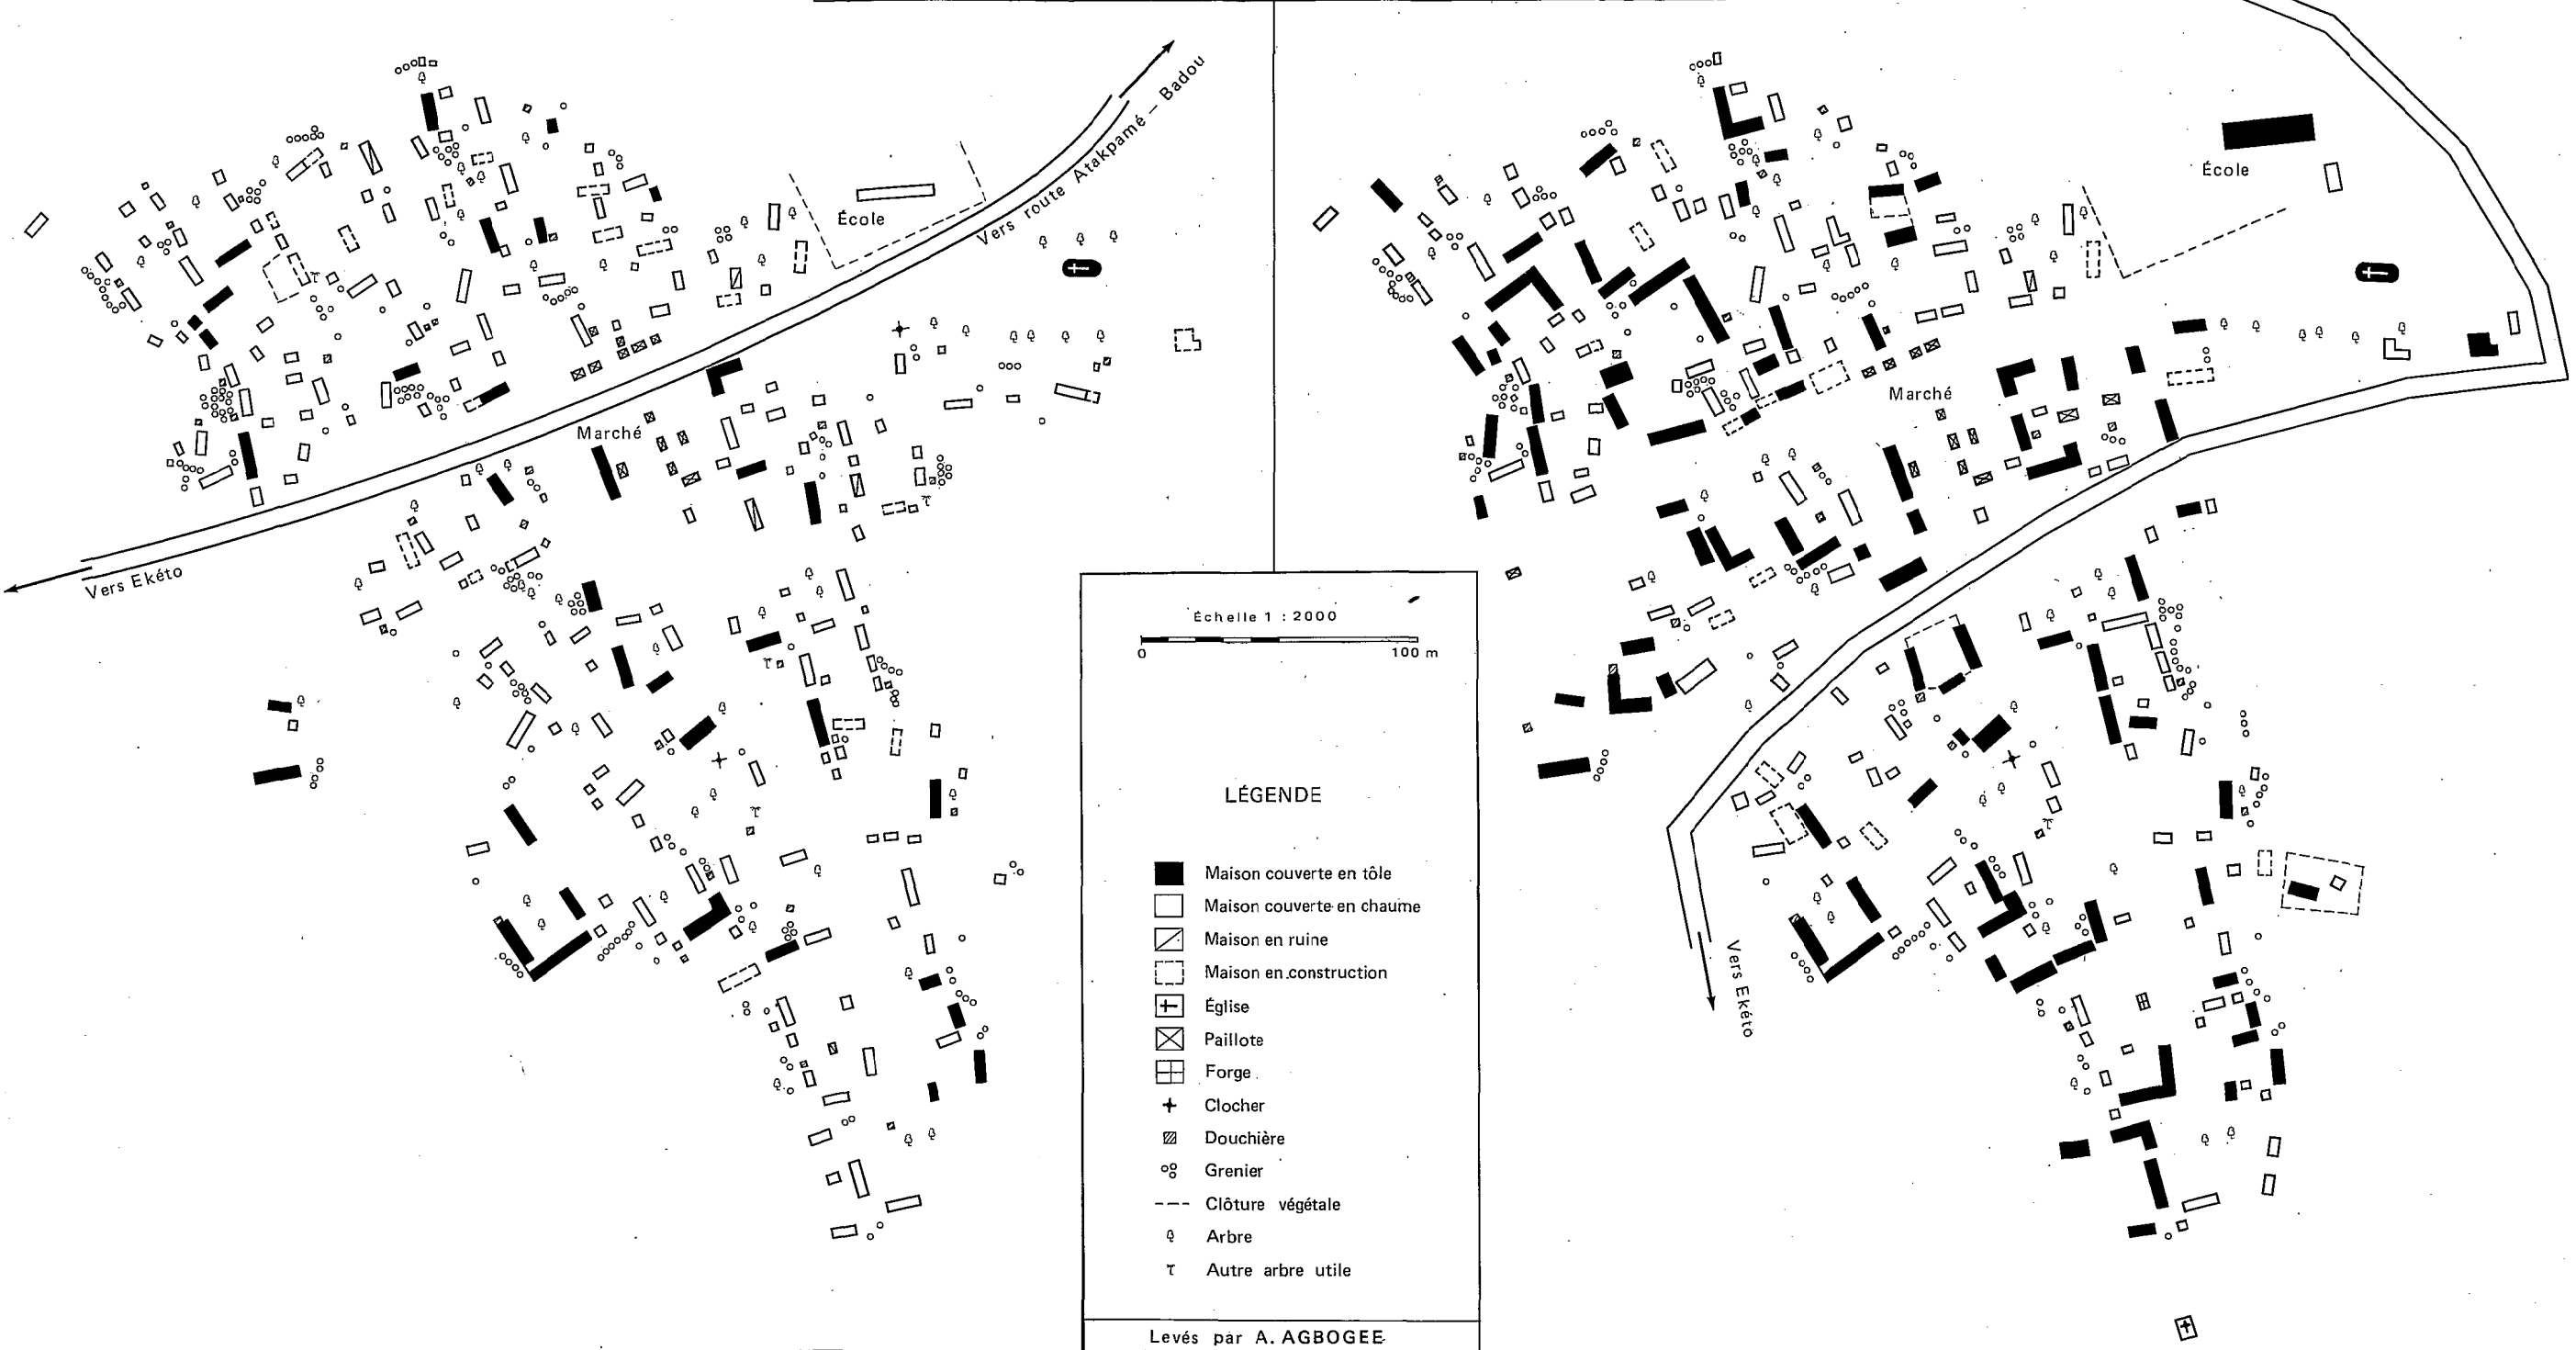 École
Vers route Atakpamé — Badou
Marché
Vers Ekéto
École
Marché
Vers Ekéto
Échelle 1 : 2000
0 100 m
LÉGENDE
Maison couverte en tôle
Maison couverte en chaume
Maison en ruine
Maison en construction
Église
Paillote
Forge
Clocher
Douchière
Grenier
Clôture végétale
Arbre
Autre arbre utile
Levés par A. AGBOGEE